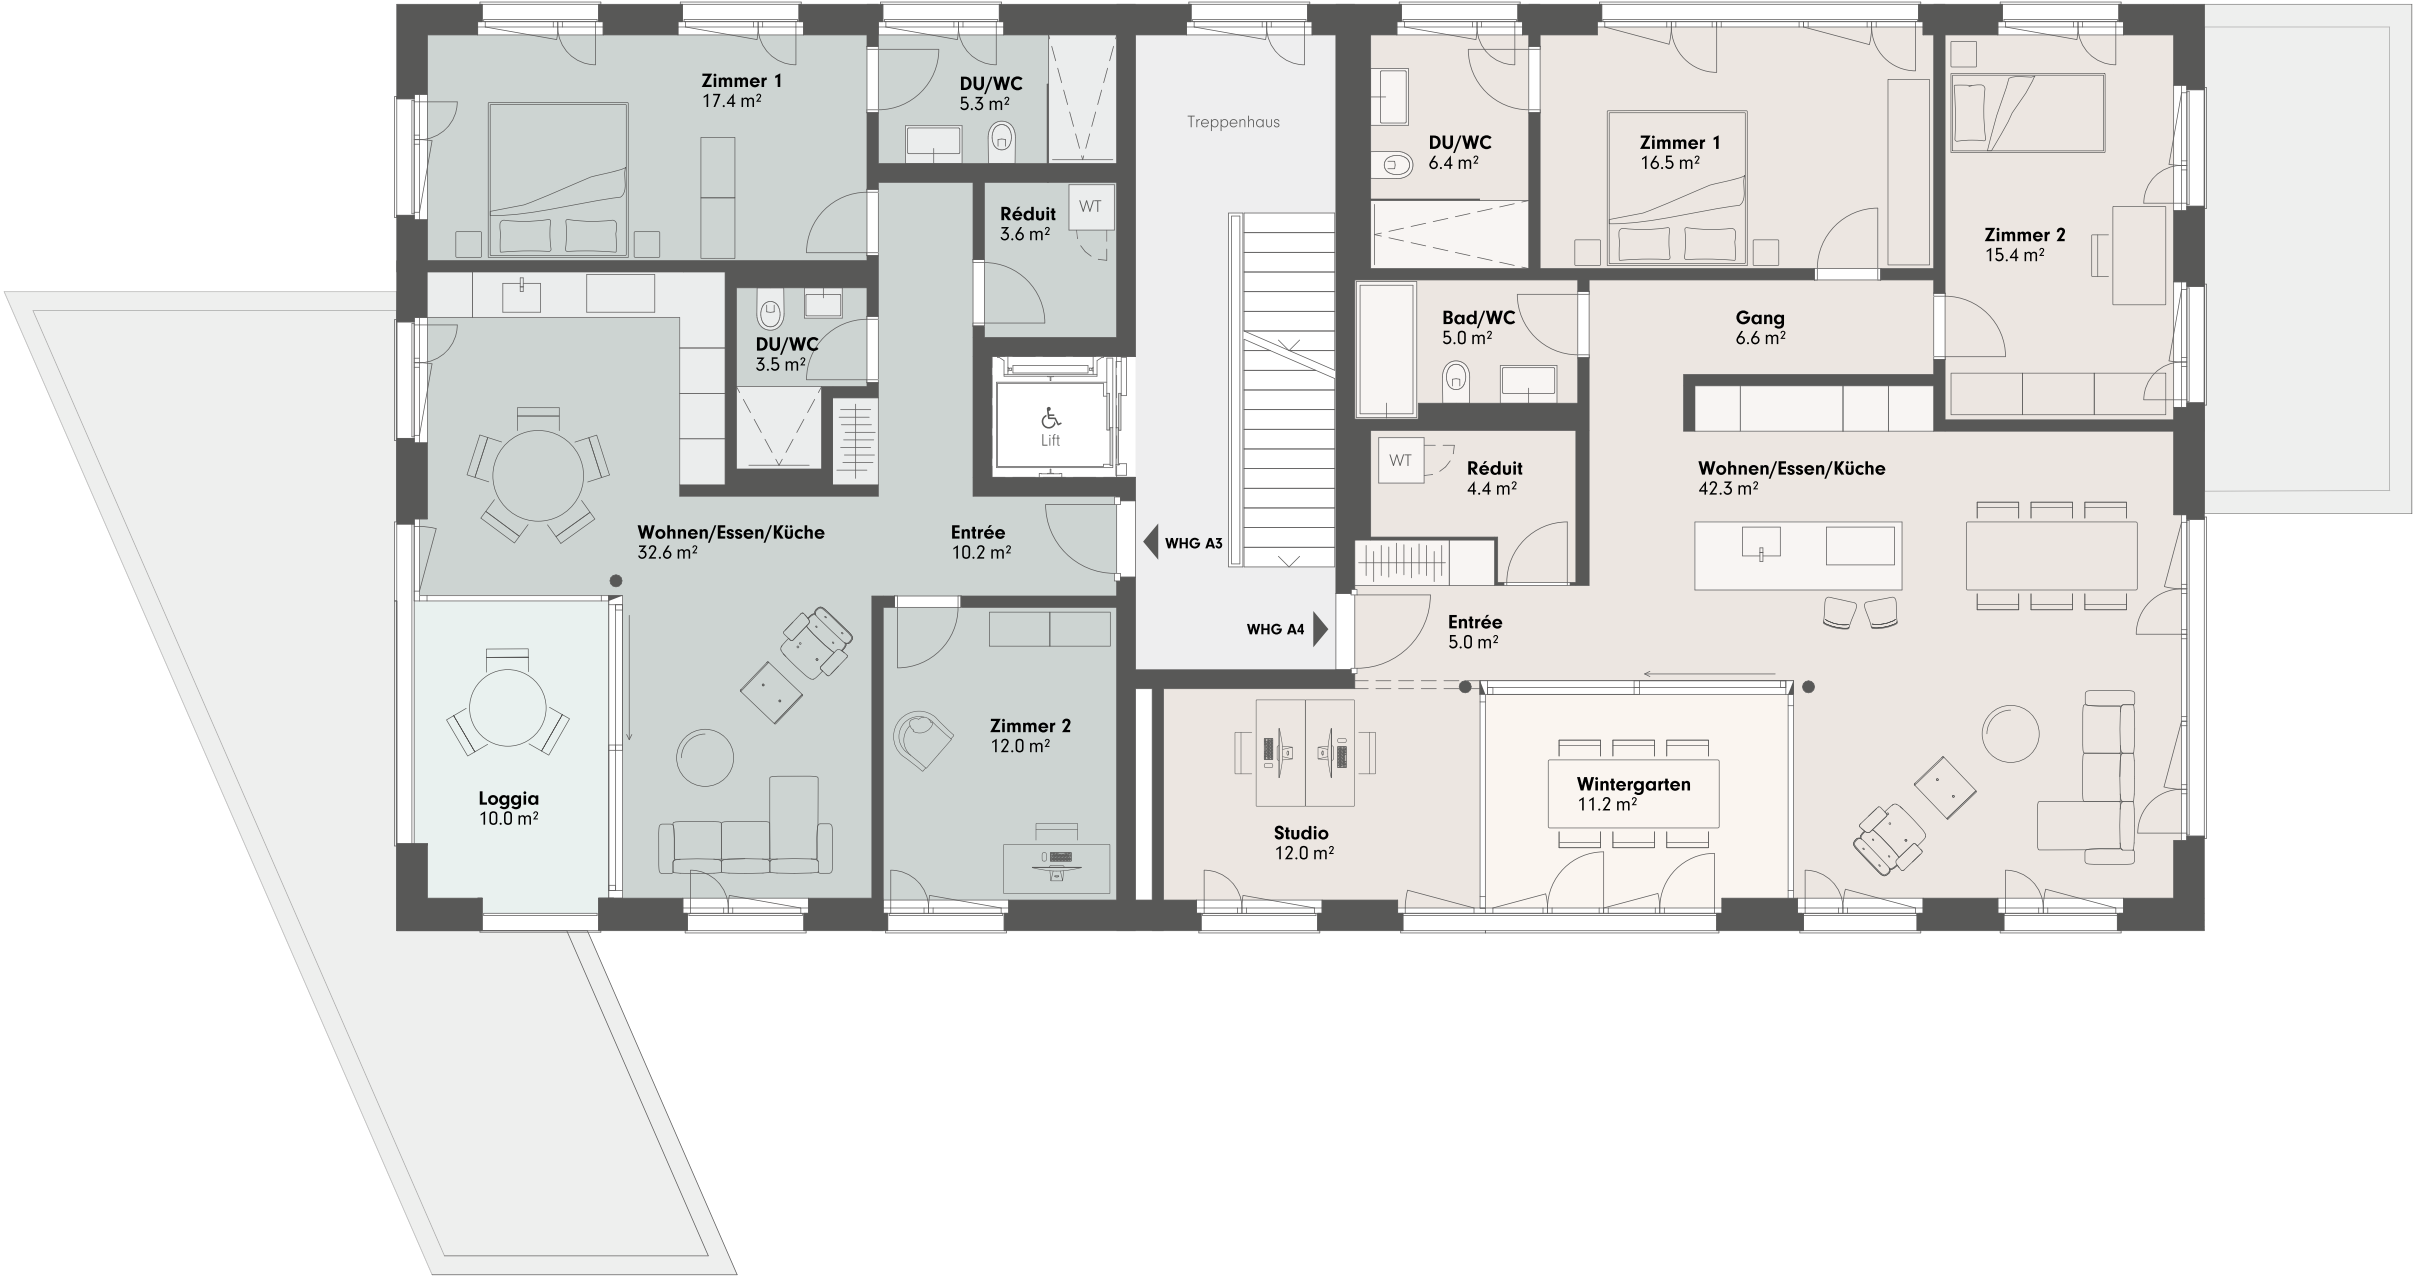 Zimmer 1
17.4 m²
DU/WC
5.3 m²
Treppenhaus
DU/WC
6.4 m²
Zimmer 1
16.5 m²
Zimmer 2
15.4 m²
Réduit
3.6 m²
WT
DU/WC
3.5 m²
Lift
Bad/WC
5.0 m²
Gang
6.6 m²
WT
Réduit
4.4 m²
Wohnen/Essen/Küche
42.3 m²
Wohnen/Essen/Küche
32.6 m²
Entrée
10.2 m²
WHG A3
WHG A4
Entrée
5.0 m²
Loggia
10.0 m²
Zimmer 2
12.0 m²
Studio
12.0 m²
Wintergarten
11.2 m²